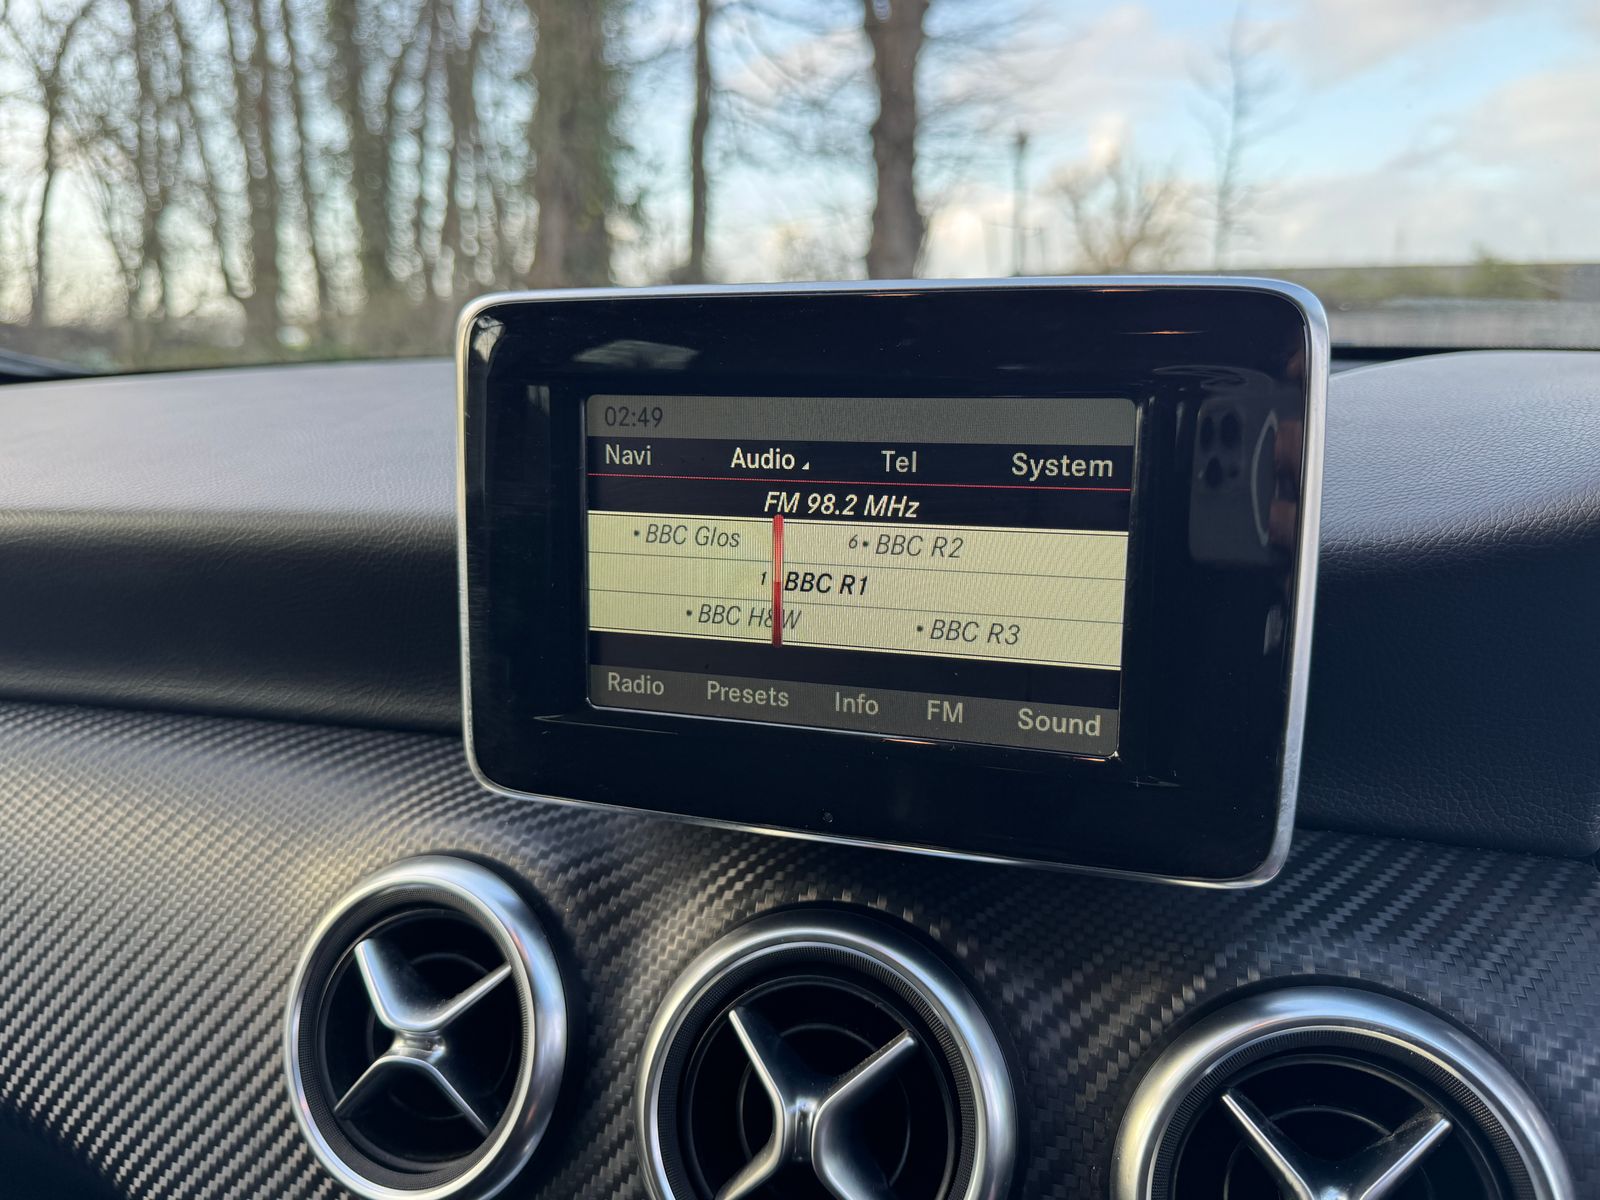 02:49
Navi Audio Tel System
FM 98.2 MHz
• BBC Glos 6• BBC R2
1 BBC R1
• BBC H&W • BBC R3
Radio Presets Info FM Sound